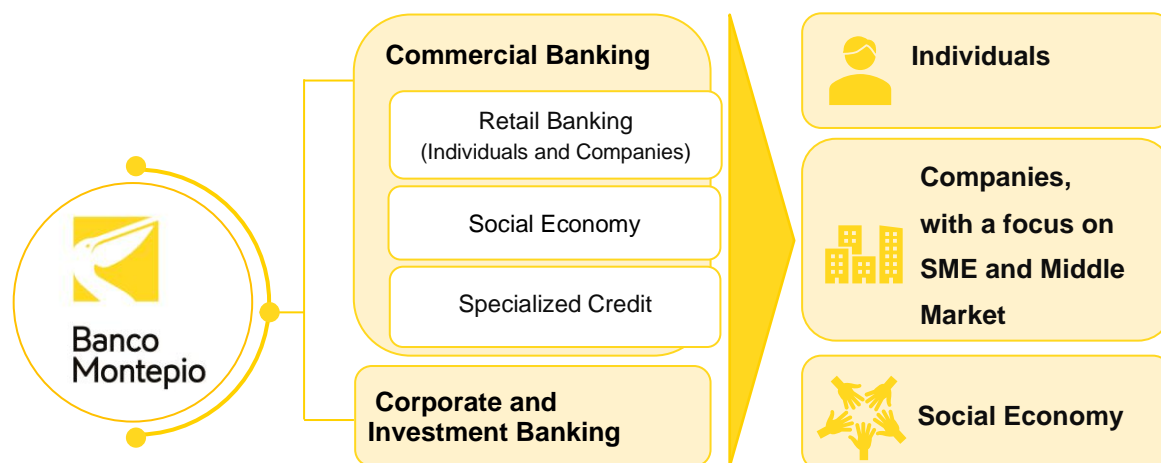 Banco
Montepio
Commercial Banking
Retail Banking
(Individuals and Companies)
Social Economy
Specialized Credit
Corporate and
Investment Banking
Individuals
Companies,
with a focus on
SME and Middle
Market
Social Economy